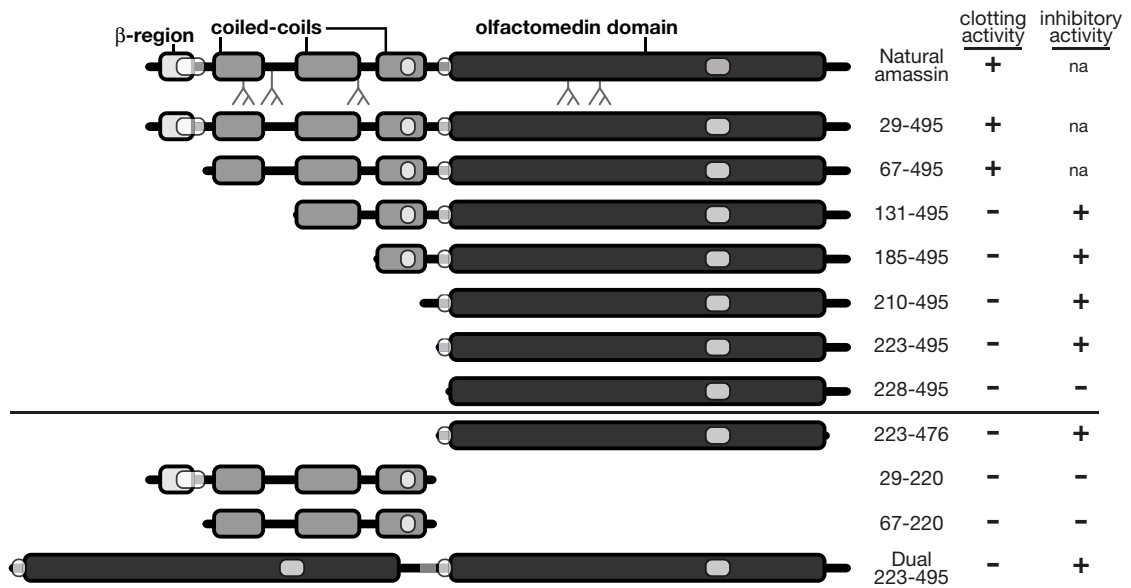 clotting activity inhibitory activity
β-region coiled-coils olfactomedin domain
Natural amassin + na
29-495 + na
67-495 + na
131-495 - +
185-495 - +
210-495 - +
223-495 - +
228-495 - -
223-476 - +
29-220 - -
67-220 - -
Dual 223-495 - +